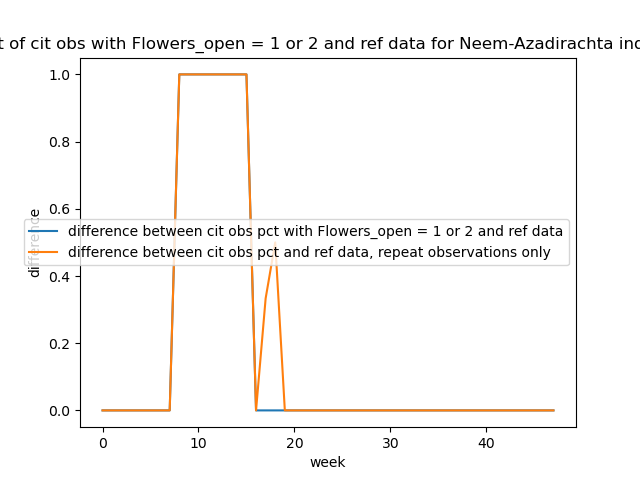 t of cit obs with Flowers_open = 1 or 2 and ref data for Neem-Azadirachta inc
1.0
0.8
0.6
0.4
0.2
0.0
difference
difference between cit obs pct with Flowers_open = 1 or 2 and ref data
difference between cit obs pct and ref data, repeat observations only
0 10 20 30 40
week